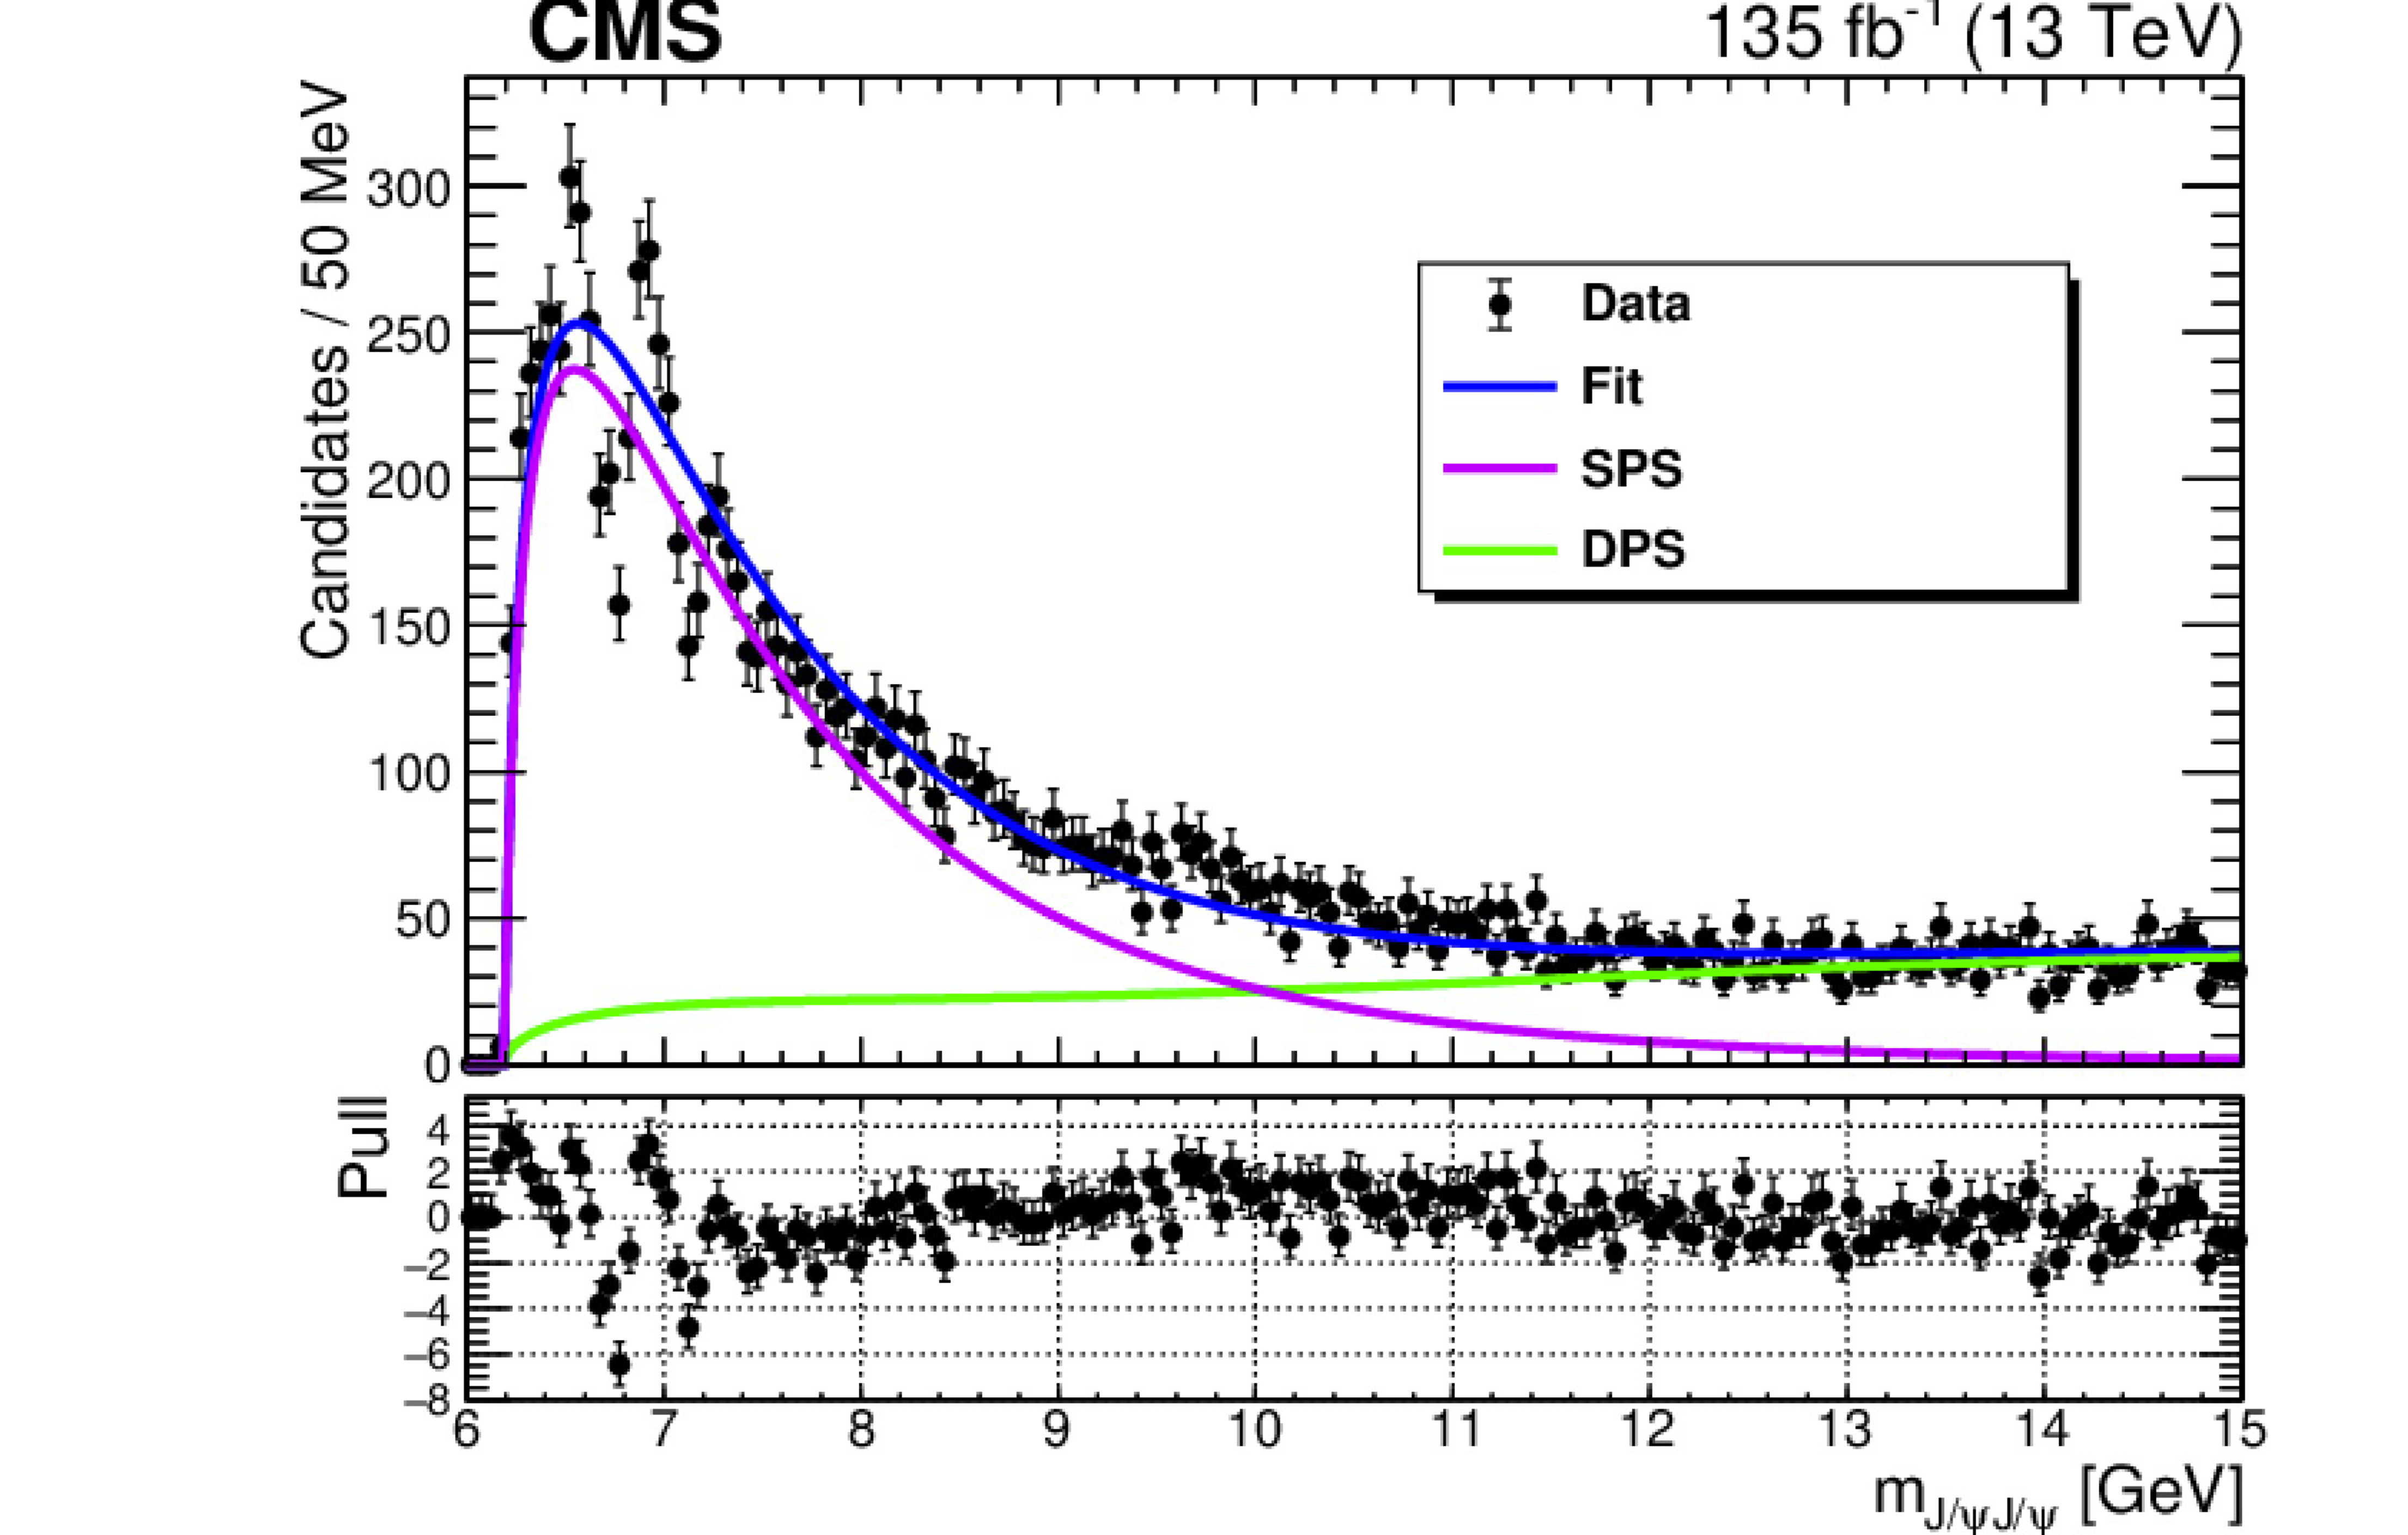 CMS
135 fb⁻¹ (13 TeV)
Candidates / 50 MeV
300
250
200
150
100
50
0
Data
Fit
SPS
DPS
Pull
4
2
0
−2
−4
−6
−8
6 7 8 9 10 11 12 13 14 15
m_J/ψJ/ψ [GeV]